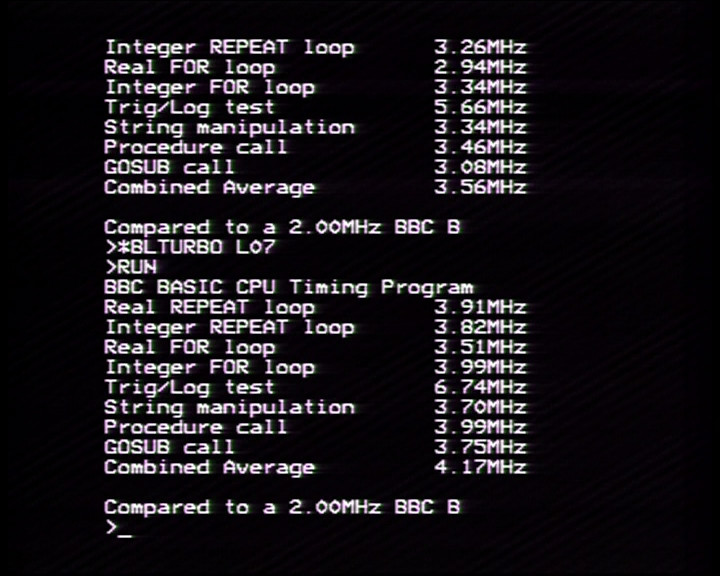 Integer REPEAT loop 3.26MHz
Real FOR loop 2.94MHz
Integer FOR loop 3.34MHz
Trig/Log test 5.66MHz
String manipulation 3.34MHz
Procedure call 3.46MHz
GOSUB call 3.08MHz
Combined Average 3.56MHz
Compared to a 2.00MHz BBC B
>*BLTURBO L07
>RUN
BBC BASIC CPU Timing Program
Real REPEAT loop 3.91MHz
Integer REPEAT loop 3.82MHz
Real FOR loop 3.51MHz
Integer FOR loop 3.99MHz
Trig/Log test 6.74MHz
String manipulation 3.70MHz
Procedure call 3.99MHz
GOSUB call 3.75MHz
Combined Average 4.17MHz
Compared to a 2.00MHz BBC B
>_